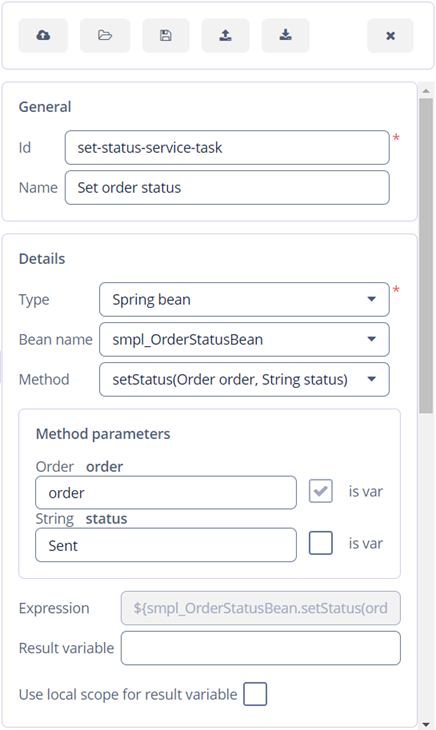 General
Id set-status-service-task *
Name Set order status
Details
Type Spring bean *
Bean name smpl_OrderStatusBean
Method setStatus(Order order, String status)
Method parameters
Order order
order is var
String status
Sent is var
Expression ${smpl_OrderStatusBean.setStatus(ord
Result variable
Use local scope for result variable